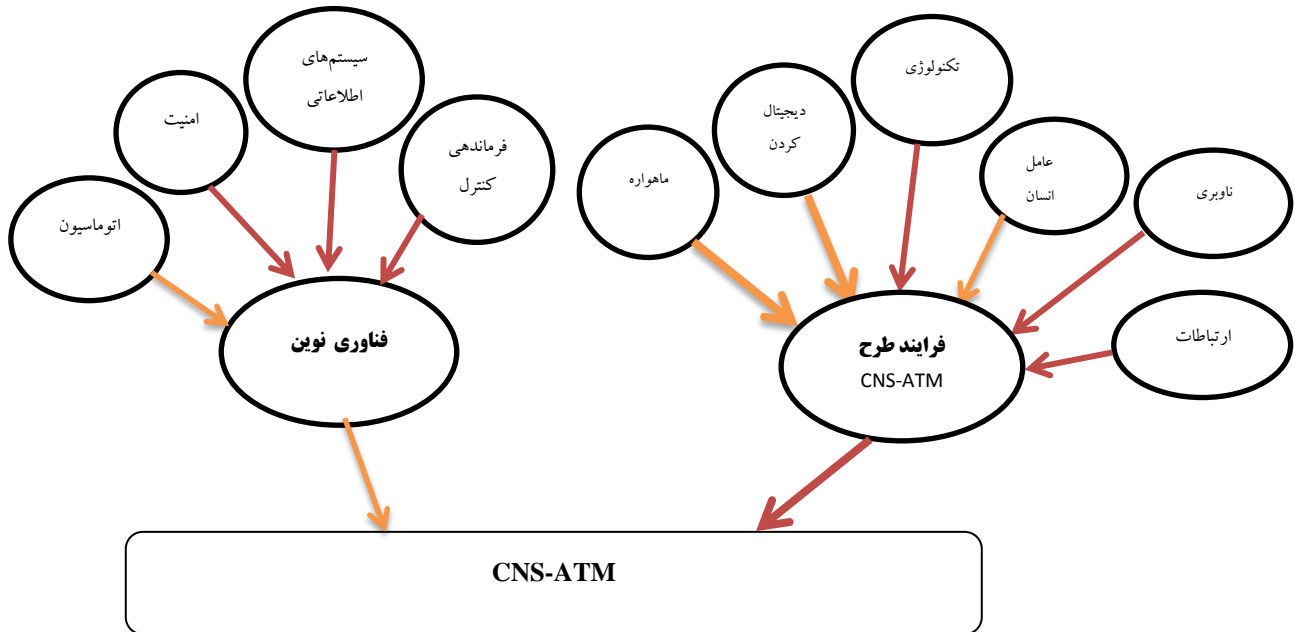 تکنولوژی
دیجیتال
کردن
ماهواره
عامل
انسان
ناوبری
ارتباطات
فرایند طرح
CNS-ATM
سیستم‌های
اطلاعاتی
امنیت
فرماندهی
کنترل
اتوماسیون
فناوری نوین
CNS-ATM